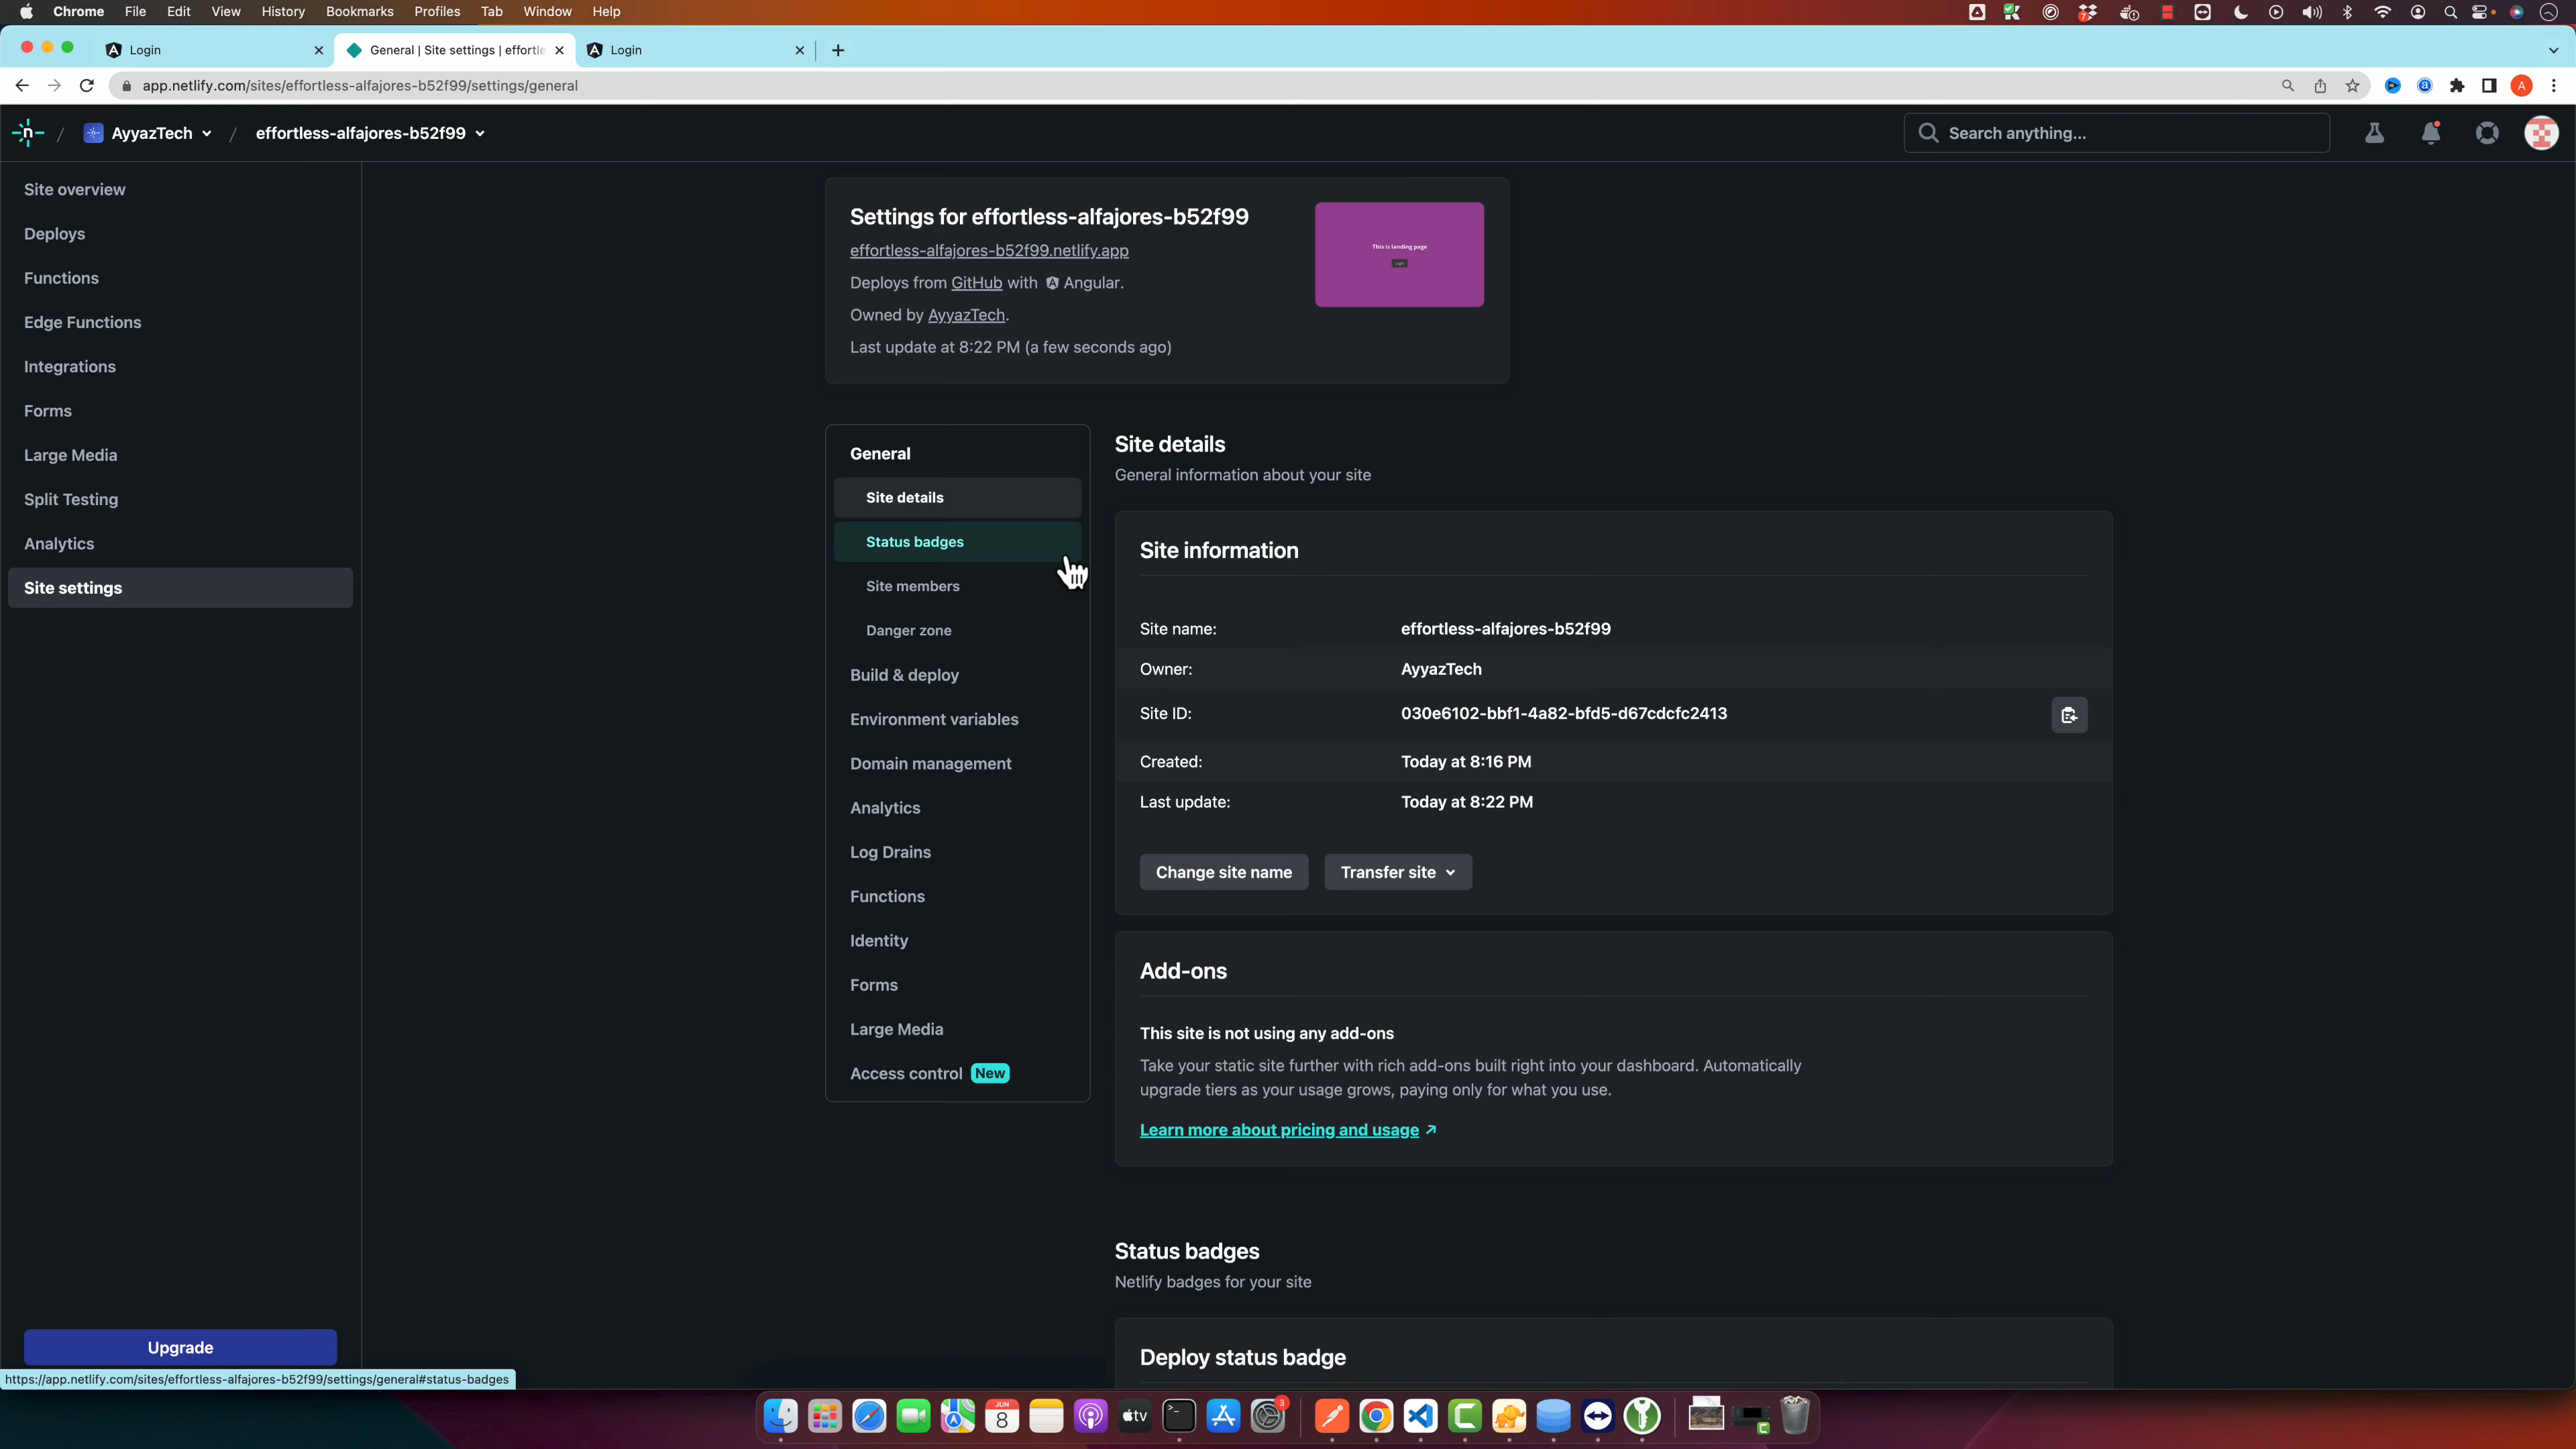 Chrome File Edit View History Bookmarks Profiles Tab Window Help
Login
General | Site settings | effortle
Login
app.netlify.com/sites/effortless-alfajores-b52f99/settings/general
A
AyyazTech
effortless-alfajores-b52f99
Search anything...
Site overview
Deploys
Functions
Edge Functions
Integrations
Forms
Large Media
Split Testing
Analytics
Site settings
Upgrade
https://app.netlify.com/sites/effortless-alfajores-b52f99/settings/general#status-badges
Settings for effortless-alfajores-b52f99
effortless-alfajores-b52f99.netlify.app
Deploys from GitHub with Angular.
Owned by AyyazTech.
Last update at 8:22 PM (a few seconds ago)
This is landing page
General
Site details
Status badges
Site members
Danger zone
Build & deploy
Environment variables
Domain management
Analytics
Log Drains
Functions
Identity
Forms
Large Media
Access control New
Site details
General information about your site
Site information
Site name: effortless-alfajores-b52f99
Owner: AyyazTech
Site ID: 030e6102-bbf1-4a82-bfd5-d67cdcfc2413
Created: Today at 8:16 PM
Last update: Today at 8:22 PM
Change site name
Transfer site
Add-ons
This site is not using any add-ons
Take your static site further with rich add-ons built right into your dashboard. Automatically
upgrade tiers as your usage grows, paying only for what you use.
Learn more about pricing and usage
Status badges
Netlify badges for your site
Deploy status badge
JUN
8
tv
3